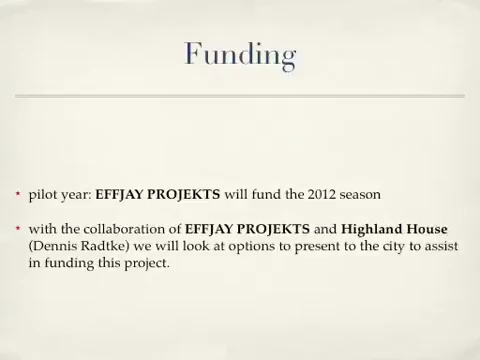 Funding
* pilot year: EFFJAY PROJEKTS will fund the 2012 season
* with the collaboration of EFFJAY PROJEKTS and Highland House
(Dennis Radtke) we will look at options to present to the city to assist
in funding this project.